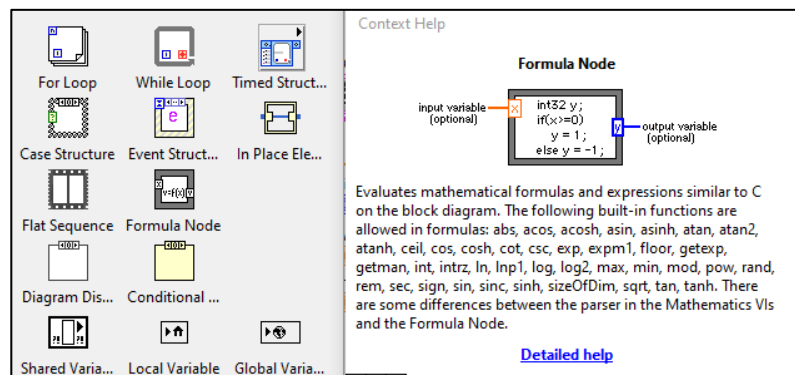 For Loop
While Loop
Timed Struct...
Case Structure
Event Struct...
In Place Ele...
Flat Sequence
Formula Node
Diagram Dis...
Conditional ...
Shared Varia...
Local Variable
Global Varia...
Context Help
Formula Node
input variable
(optional)
x
int32 y;
if(x>=0)
y = 1;
else y = -1;
y
output variable
(optional)
Evaluates mathematical formulas and expressions similar to C
on the block diagram. The following built-in functions are
allowed in formulas: abs, acos, acosh, asin, asinh, atan, atan2,
atanh, ceil, cos, cosh, cot, csc, exp, expm1, floor, getexp,
getman, int, intrz, ln, lnp1, log, log2, max, min, mod, pow, rand,
rem, sec, sign, sin, sinc, sinh, sizeOfDim, sqrt, tan, tanh. There
are some differences between the parser in the Mathematics VIs
and the Formula Node.
Detailed help